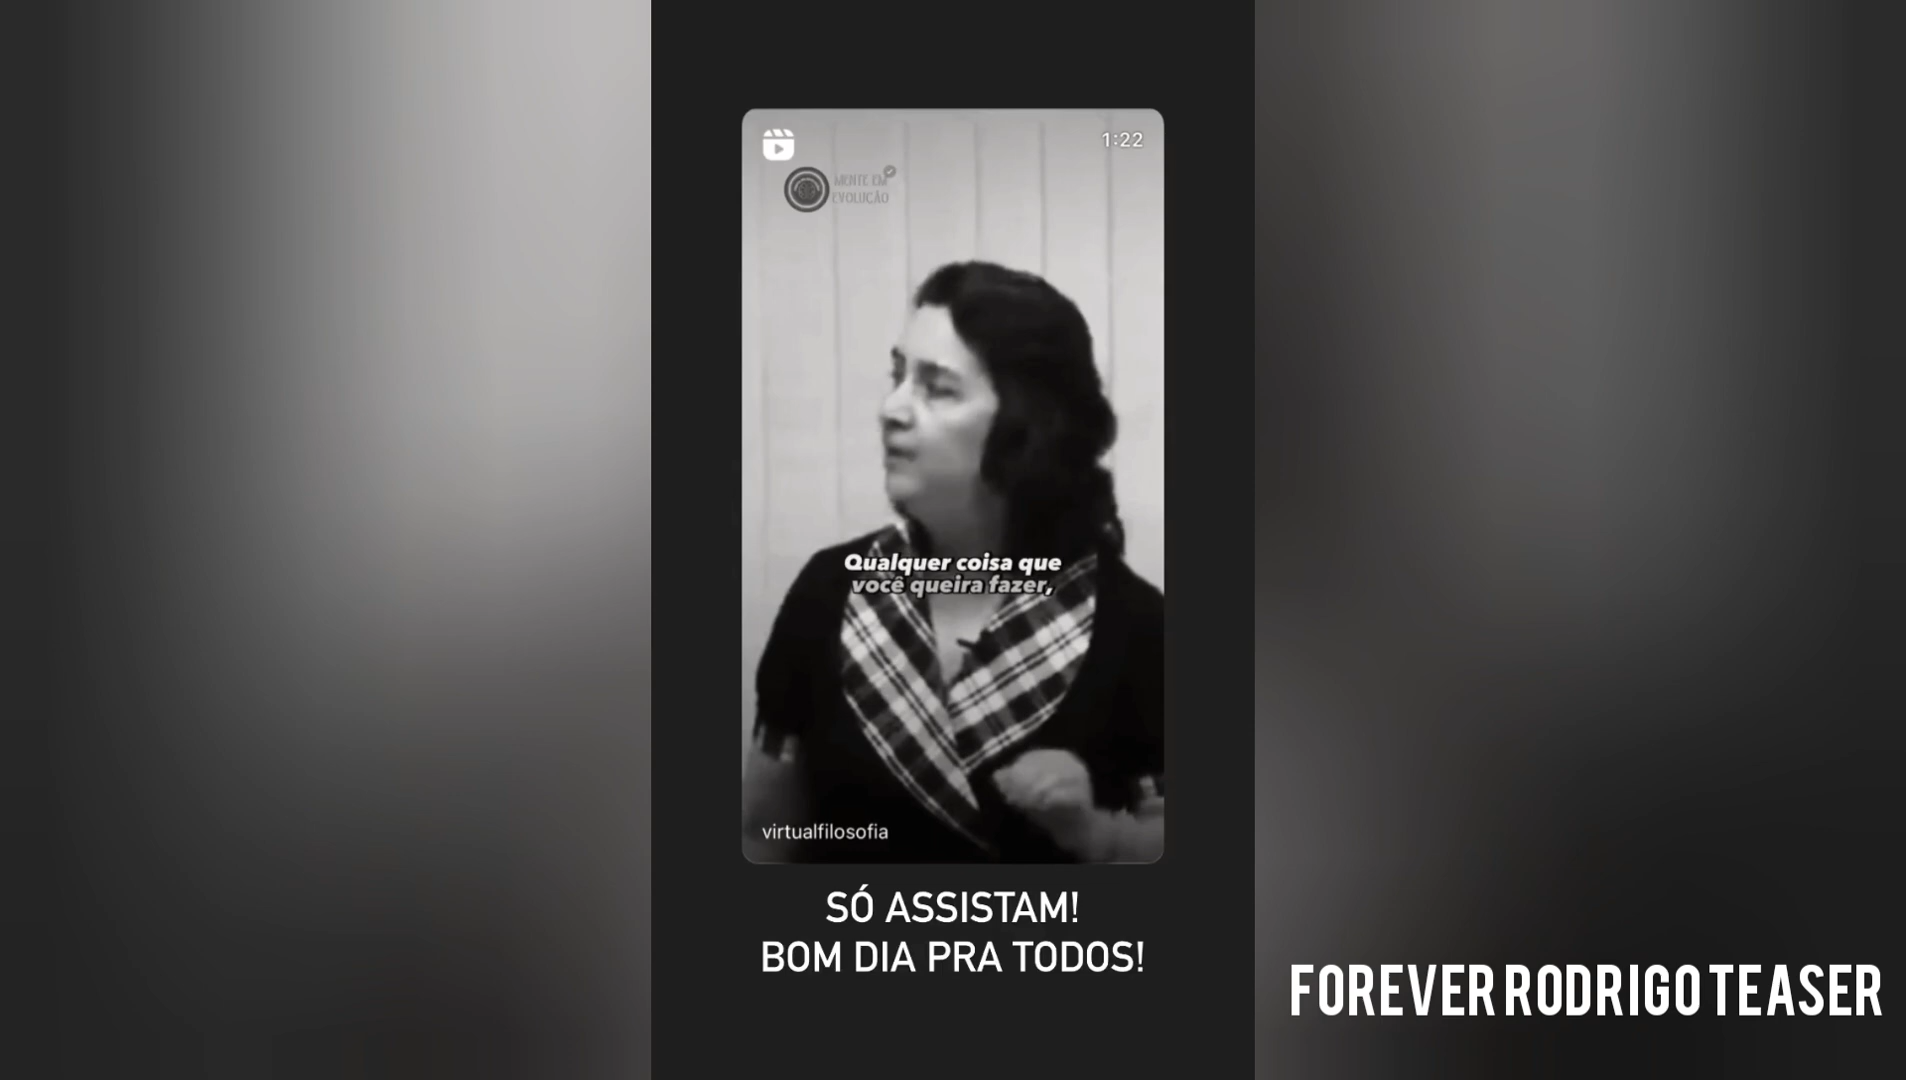 1:22
MENTE EM
EVOLUÇÃO
Qualquer coisa que
você queira fazer,
virtualfilosofia
SÓ ASSISTAM!
BOM DIA PRA TODOS!
FOREVER RODRIGO TEASER